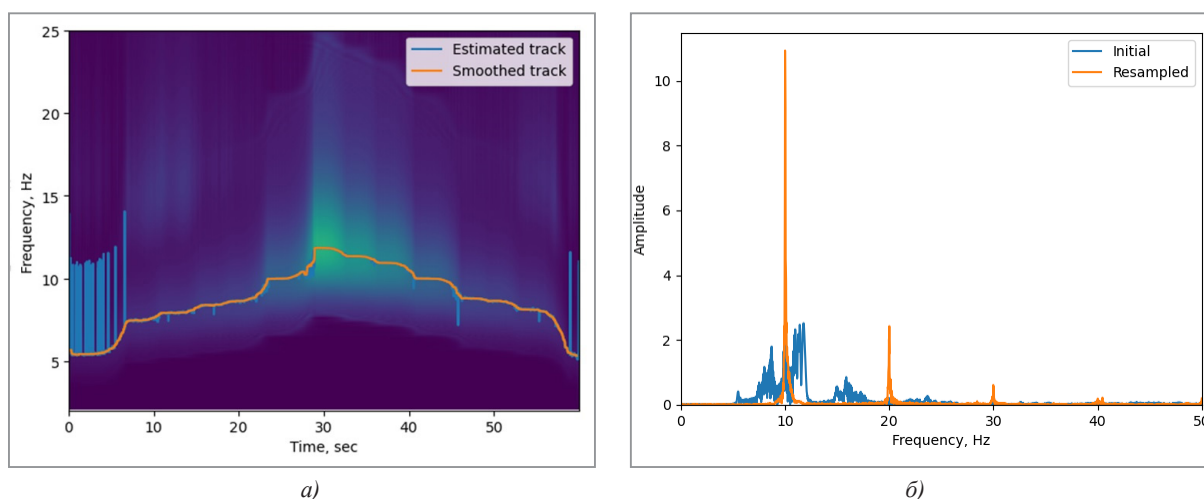 Estimated track
Smoothed track
25
20
15
10
5
Frequency, Hz
0 10 20 30 40 50
Time, sec
а)
Initial
Resampled
10
8
6
4
2
0
Amplitude
0 10 20 30 40 50
Frequency, Hz
б)